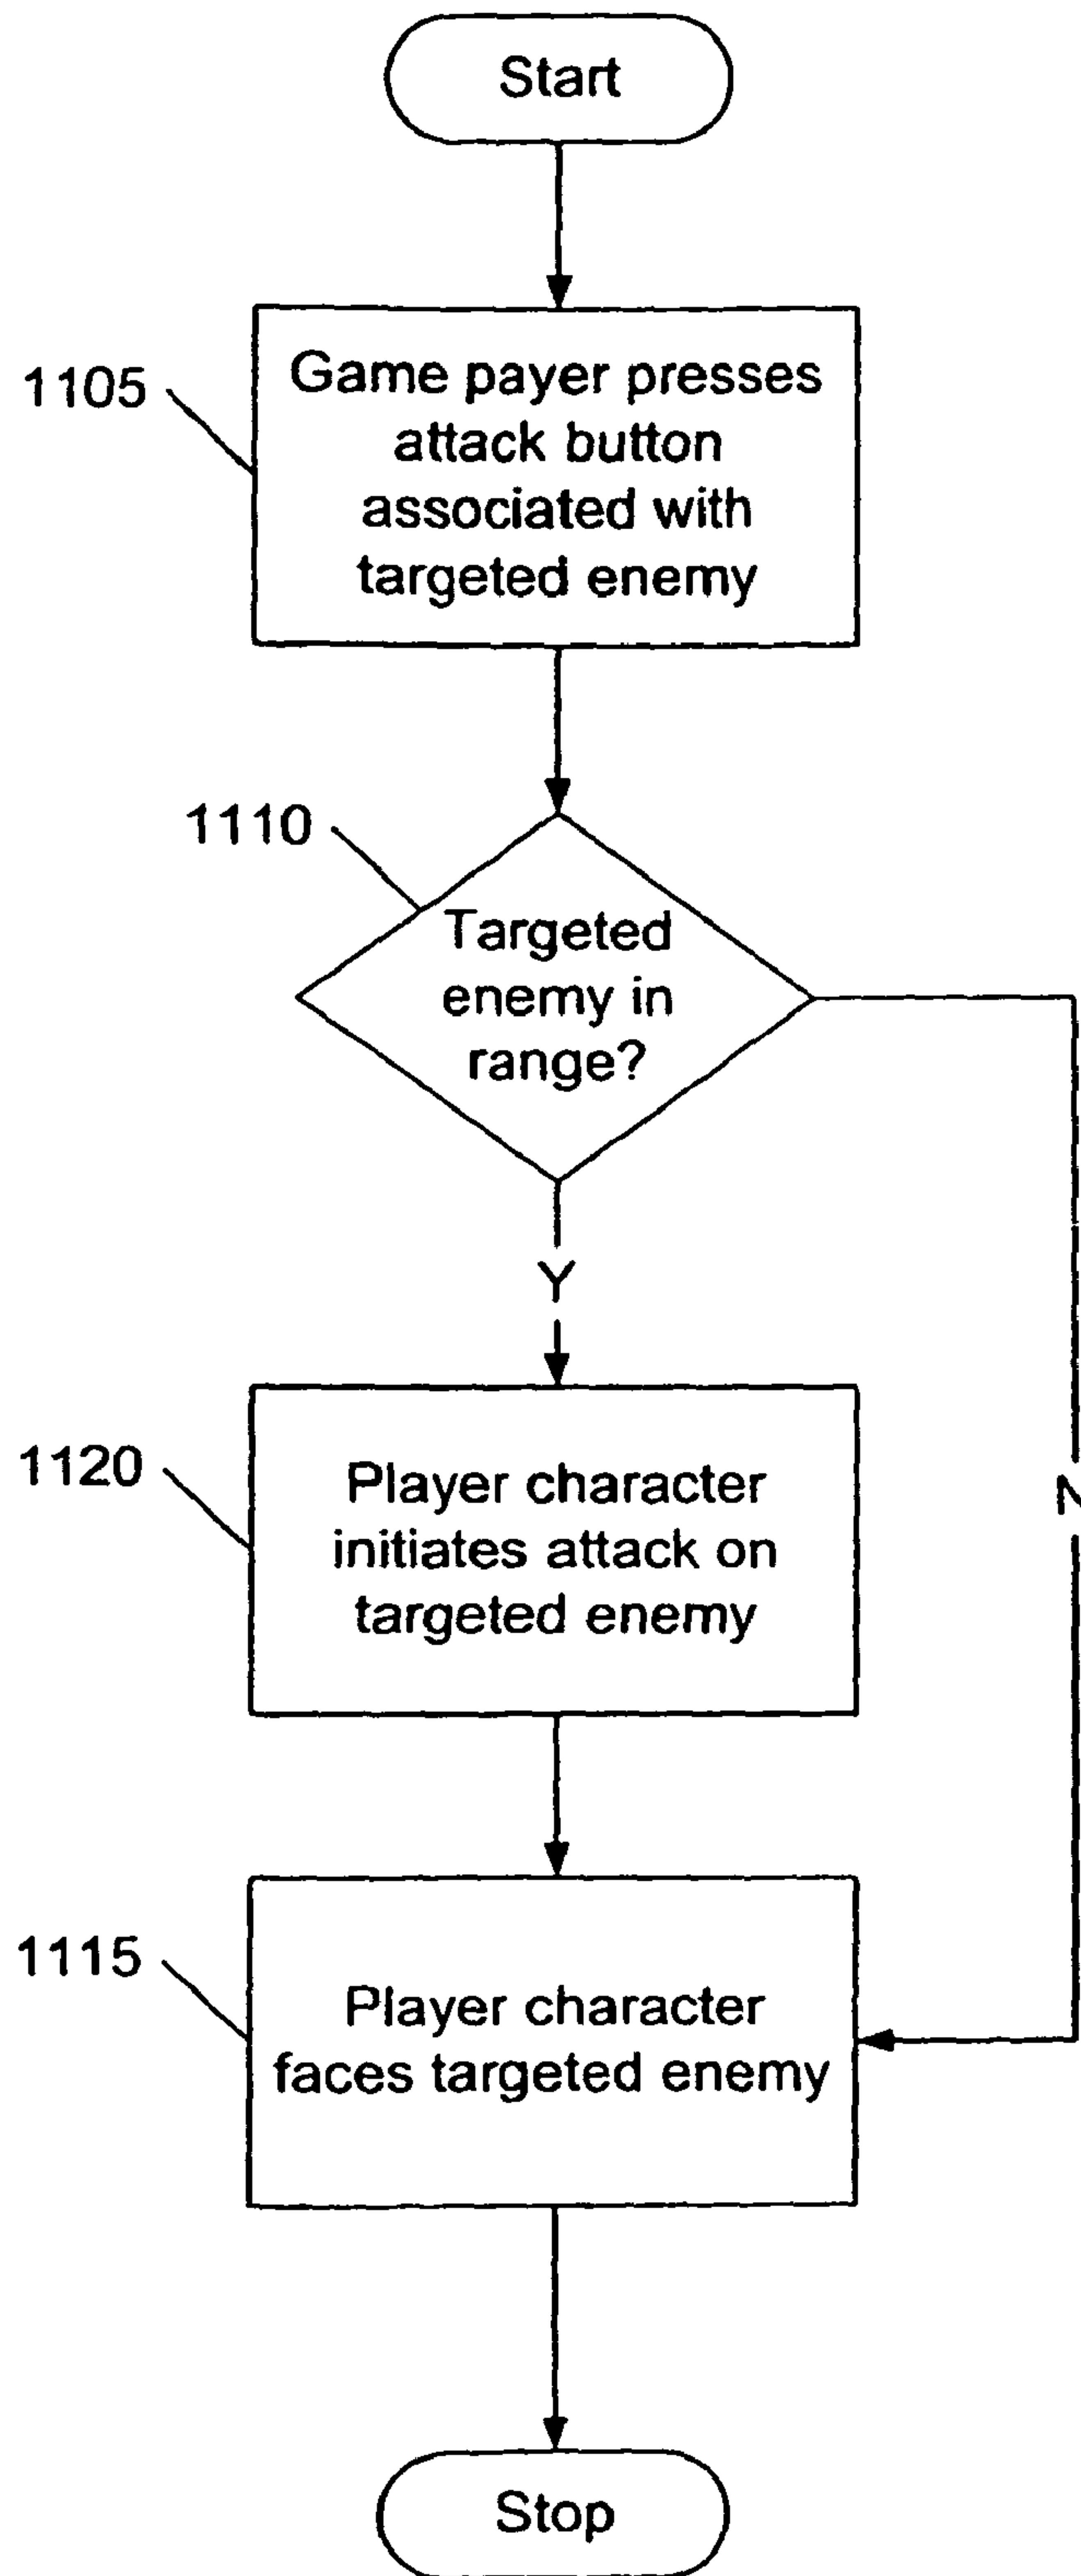 Start
1105
Game payer presses
attack button
associated with
targeted enemy
1110
Targeted
enemy in
range?
Y
N
1120
Player character
initiates attack on
targeted enemy
1115
Player character
faces targeted enemy
Stop